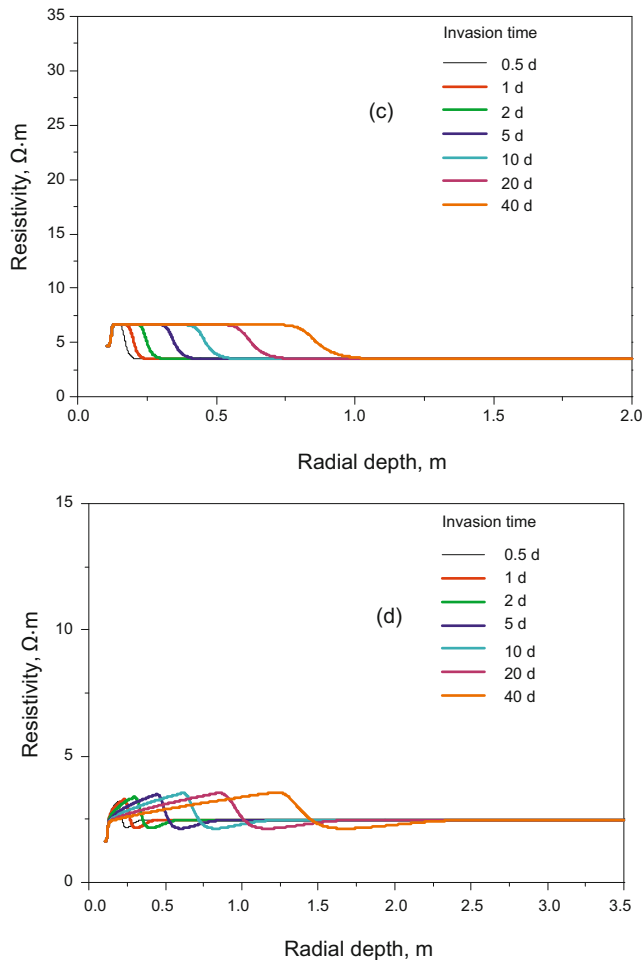 35
30
25
20
15
10
5
0
Resistivity, Ω·m
Invasion time
0.5 d
1 d
2 d
5 d
10 d
20 d
40 d
(c)
0.0 0.5 1.0 1.5 2.0
Radial depth, m
15
10
5
0
Resistivity, Ω·m
Invasion time
0.5 d
1 d
2 d
5 d
10 d
20 d
40 d
(d)
0.0 0.5 1.0 1.5 2.0 2.5 3.0 3.5
Radial depth, m